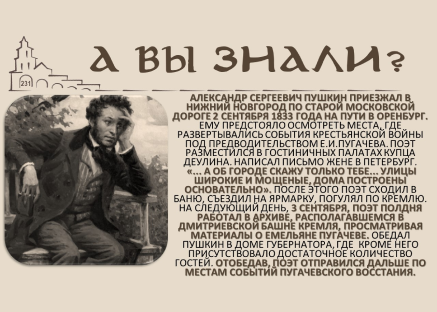 А ВЫ ЗНАЛИ?
231
АЛЕКСАНДР СЕРГЕЕВИЧ ПУШКИН ПРИЕЗЖАЛ В
НИЖНИЙ НОВГОРОД ПО СТАРОЙ МОСКОВСКОЙ
ДОРОГЕ 2 СЕНТЯБРЯ 1833 ГОДА НА ПУТИ В ОРЕНБУРГ.
ЕМУ ПРЕДСТОЯЛО ОСМОТРЕТЬ МЕСТА, ГДЕ
РАЗВЕРТЫВАЛИСЬ СОБЫТИЯ КРЕСТЬЯНСКОЙ ВОЙНЫ
ПОД ПРЕДВОДИТЕЛЬСТВОМ Е.И.ПУГАЧЕВА. ПОЭТ
РАЗМЕСТИЛСЯ В ГОСТИНИЧНЫХ ПАЛАТАХ КУПЦА
ДЕУЛИНА. НАПИСАЛ ПИСЬМО ЖЕНЕ В ПЕТЕРБУРГ.
«... А ОБ ГОРОДЕ СКАЖУ ТОЛЬКО ТЕБЕ... УЛИЦЫ
ШИРОКИЕ И МОЩЕНЫЕ, ДОМА ПОСТРОЕНЫ
ОСНОВАТЕЛЬНО». ПОСЛЕ ЭТОГО ПОЭТ СХОДИЛ В
БАНЮ, СЪЕЗДИЛ НА ЯРМАРКУ, ПОГУЛЯЛ ПО КРЕМЛЮ.
НА СЛЕДУЮЩИЙ ДЕНЬ, 3 СЕНТЯБРЯ, ПОЭТ ПОЛДНЯ
РАБОТАЛ В АРХИВЕ, РАСПОЛАГАВШЕМСЯ В
ДМИТРИЕВСКОЙ БАШНЕ КРЕМЛЯ, ПРОСМАТРИВАЯ
МАТЕРИАЛЫ О ЕМЕЛЬЯНЕ ПУГАЧЕВЕ. ОБЕДАЛ
ПУШКИН В ДОМЕ ГУБЕРНАТОРА, ГДЕ КРОМЕ НЕГО
ПРИСУТСТВОВАЛО ДОСТАТОЧНОЕ КОЛИЧЕСТВО
ГОСТЕЙ. ОТОБЕДАВ, ПОЭТ ОТПРАВИЛСЯ ДАЛЬШЕ ПО
МЕСТАМ СОБЫТИЙ ПУГАЧЕВСКОГО ВОССТАНИЯ.